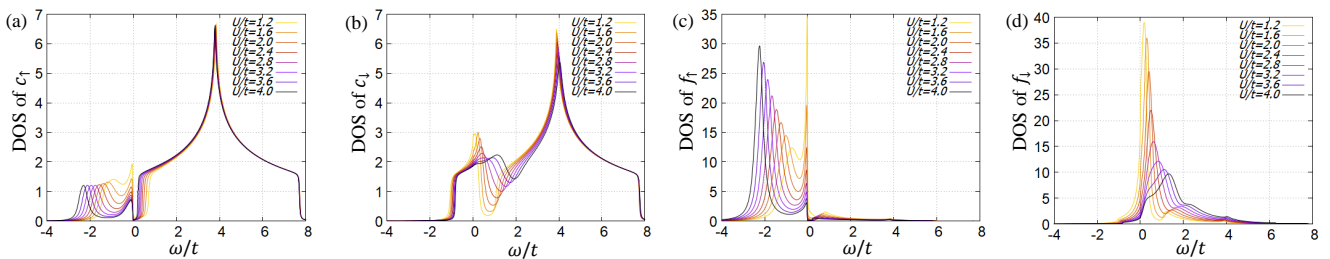 (a)
DOS of c↑
7
6
5
4
3
2
1
0
-4
-2
0
2
4
6
8
ω/t
U/t=1.2
U/t=1.6
U/t=2.0
U/t=2.4
U/t=2.8
U/t=3.2
U/t=3.6
U/t=4.0
(b)
DOS of c↓
7
6
5
4
3
2
1
0
-4
-2
0
2
4
6
8
ω/t
U/t=1.2
U/t=1.6
U/t=2.0
U/t=2.4
U/t=2.8
U/t=3.2
U/t=3.6
U/t=4.0
(c)
DOS of f↑
35
30
25
20
15
10
5
0
-4
-2
0
2
4
6
8
ω/t
U/t=1.2
U/t=1.6
U/t=2.0
U/t=2.4
U/t=2.8
U/t=3.2
U/t=3.6
U/t=4.0
(d)
DOS of f↓
40
35
30
25
20
15
10
5
0
-4
-2
0
2
4
6
8
ω/t
U/t=1.2
U/t=1.6
U/t=2.0
U/t=2.4
U/t=2.8
U/t=3.2
U/t=3.6
U/t=4.0